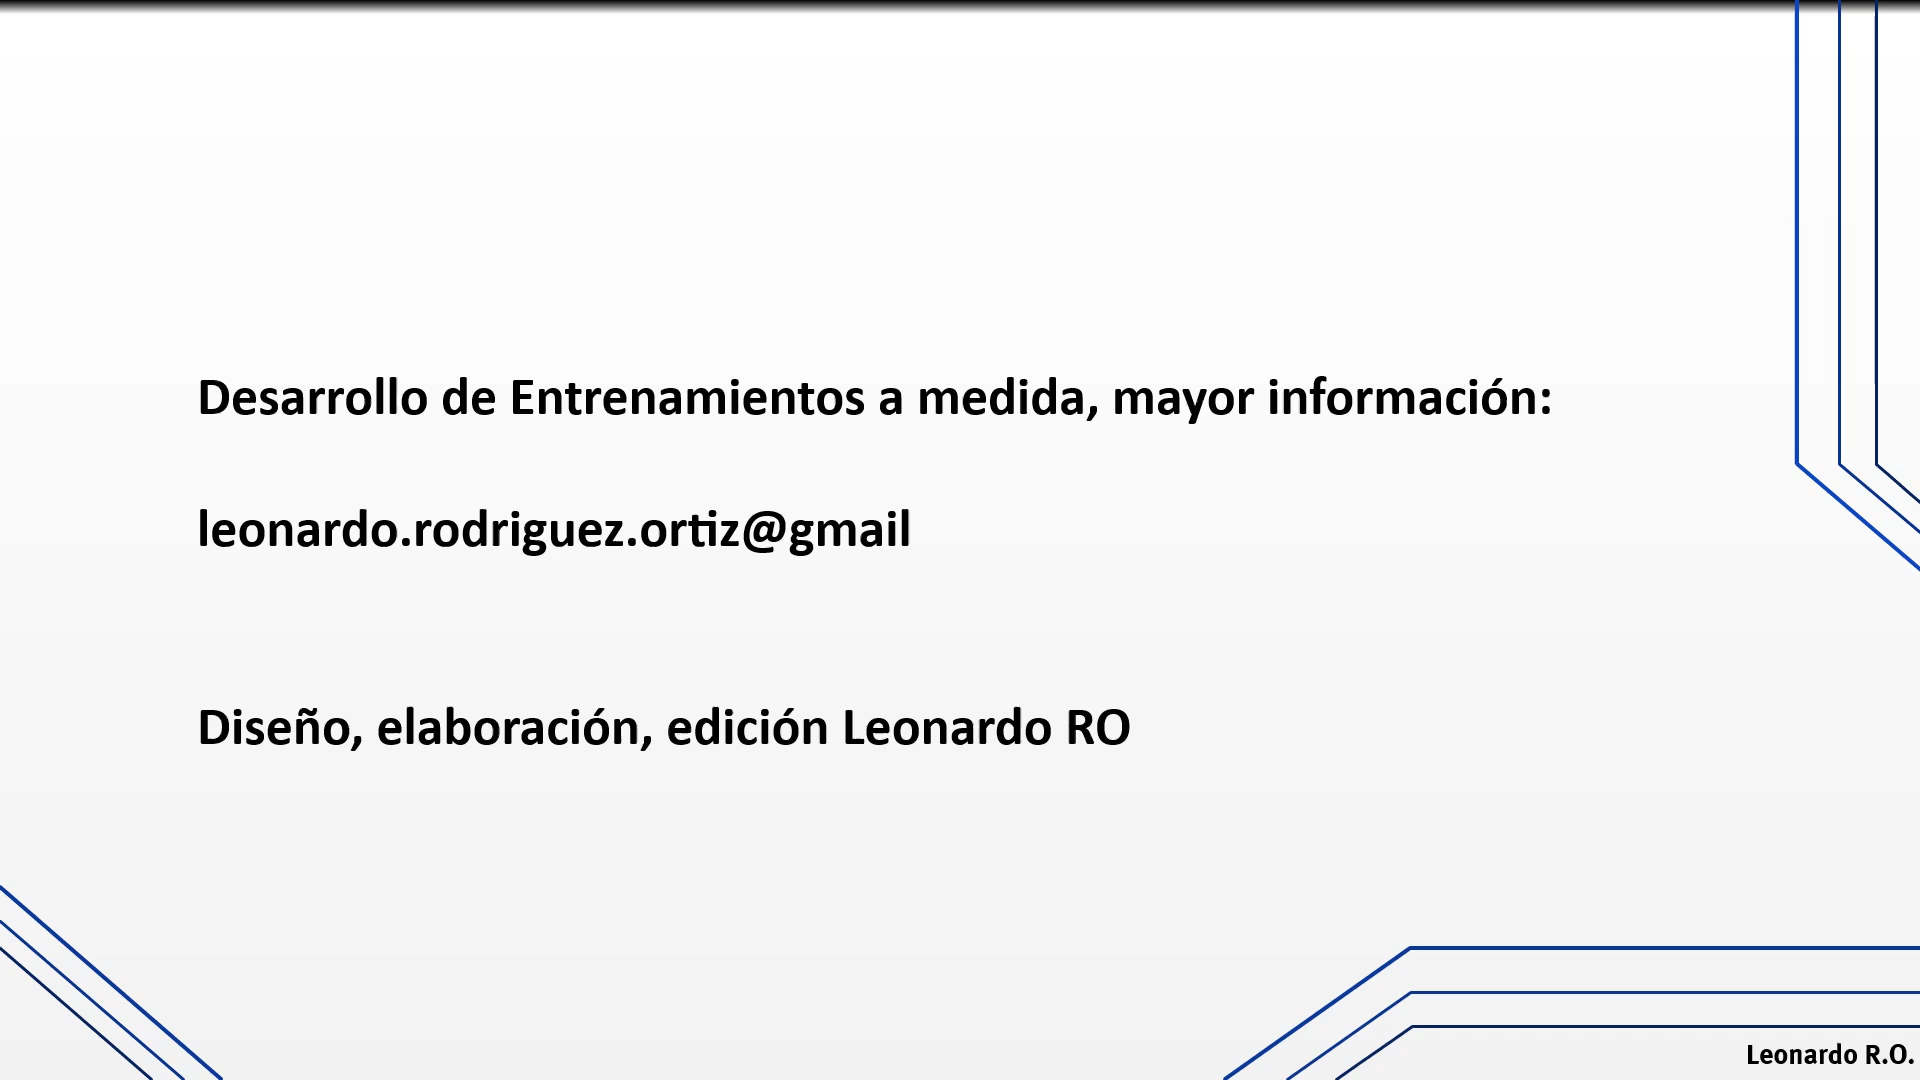 Desarrollo de Entrenamientos a medida, mayor información:
leonardo.rodriguez.ortiz@gmail
Diseño, elaboración, edición Leonardo RO
Leonardo R.O.